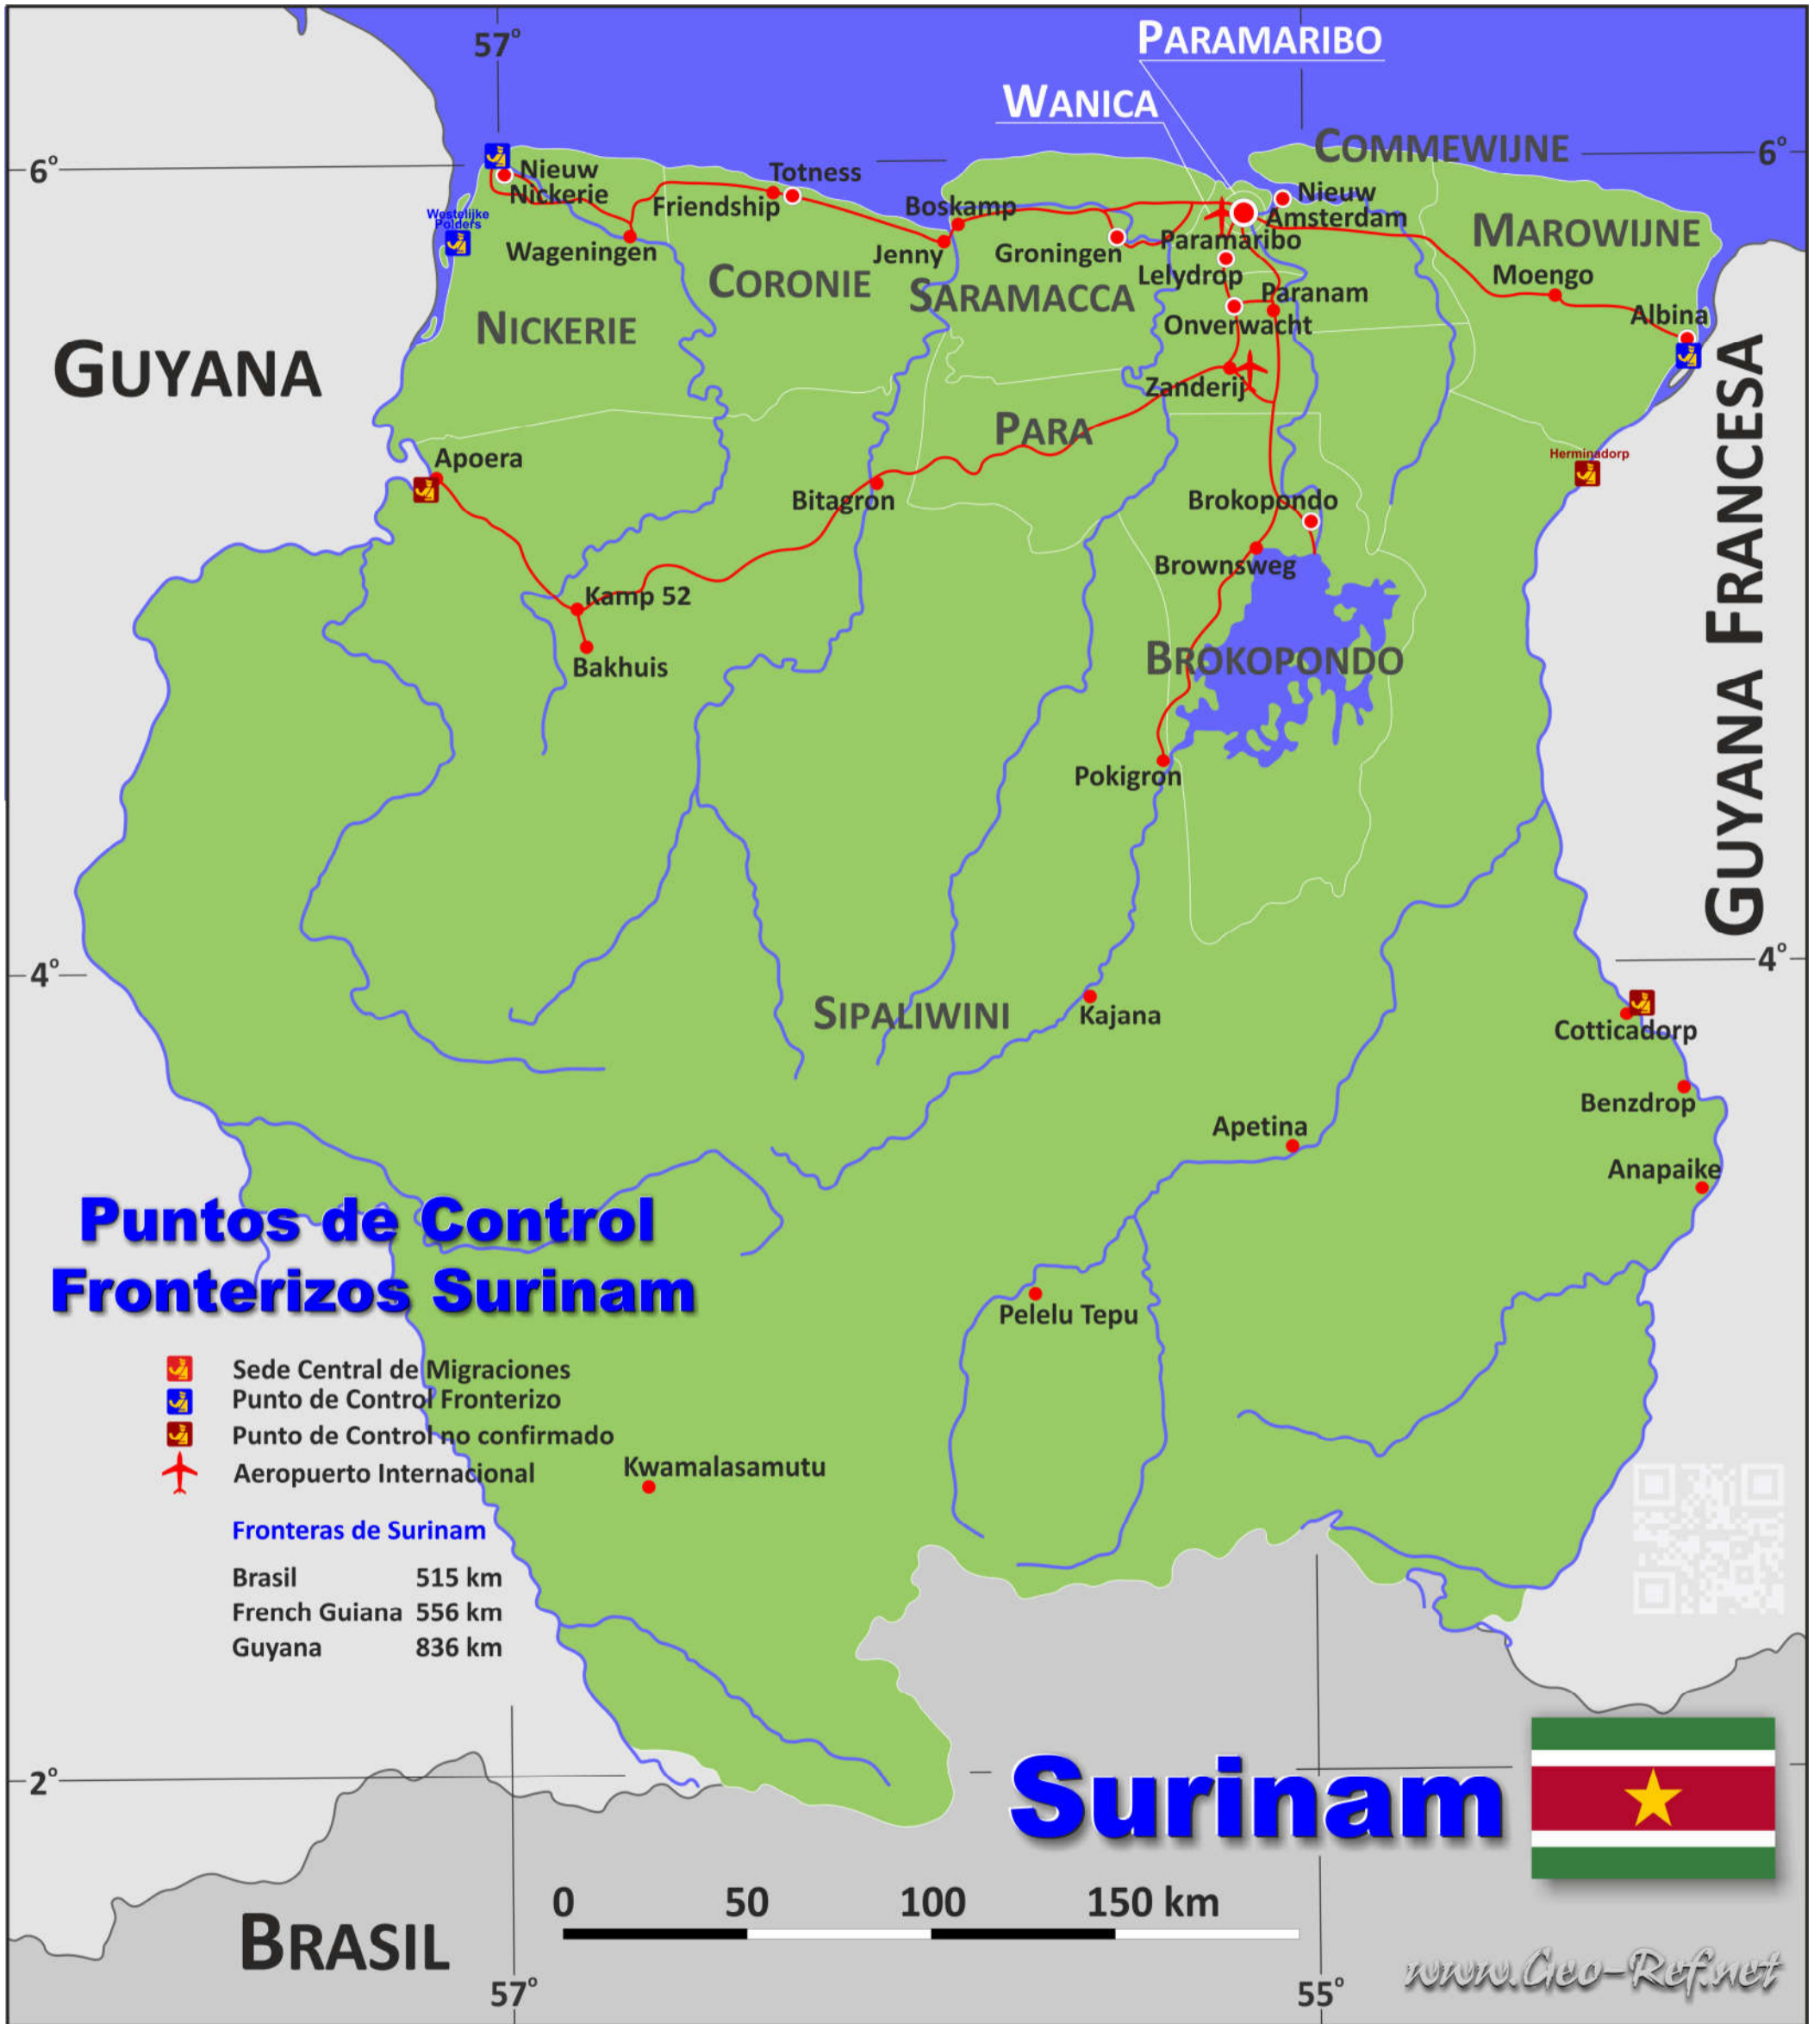 57°
PARAMARIBO
WANICA
COMMEWIJNE
6°
6°
Nieuw
Nickerie
Totness
Friendship
Boskamp
Nieuw
Amsterdam
Westelijke
Polders
Wageningen
Jenny
Groningen
Paramaribo
MAROWIJNE
Lelydrop
Moengo
CORONIE
SARAMACCA
Paranam
NICKERIE
Onverwacht
Albina
GUYANA
Zanderij
PARA
GUYANA FRANCESA
Apoera
Herminadorp
Bitagron
Brokopondo
Brownsweg
Kamp 52
Bakhuis
BROKOPONDO
Pokigron
4°
4°
SIPALIWINI
Kajana
Cotticadorp
Benzdrop
Apetina
Anapaike
Puntos de Control
Fronterizos Surinam
Pelelu Tepu
Sede Central de Migraciones
Punto de Control Fronterizo
Punto de Control no confirmado
Aeropuerto Internacional
Kwamalasamutu
Fronteras de Surinam
Brasil 515 km
French Guiana 556 km
Guyana 836 km
2°
Surinam
0 50 100 150 km
BRASIL
www.Geo-Ref.net
57°
55°